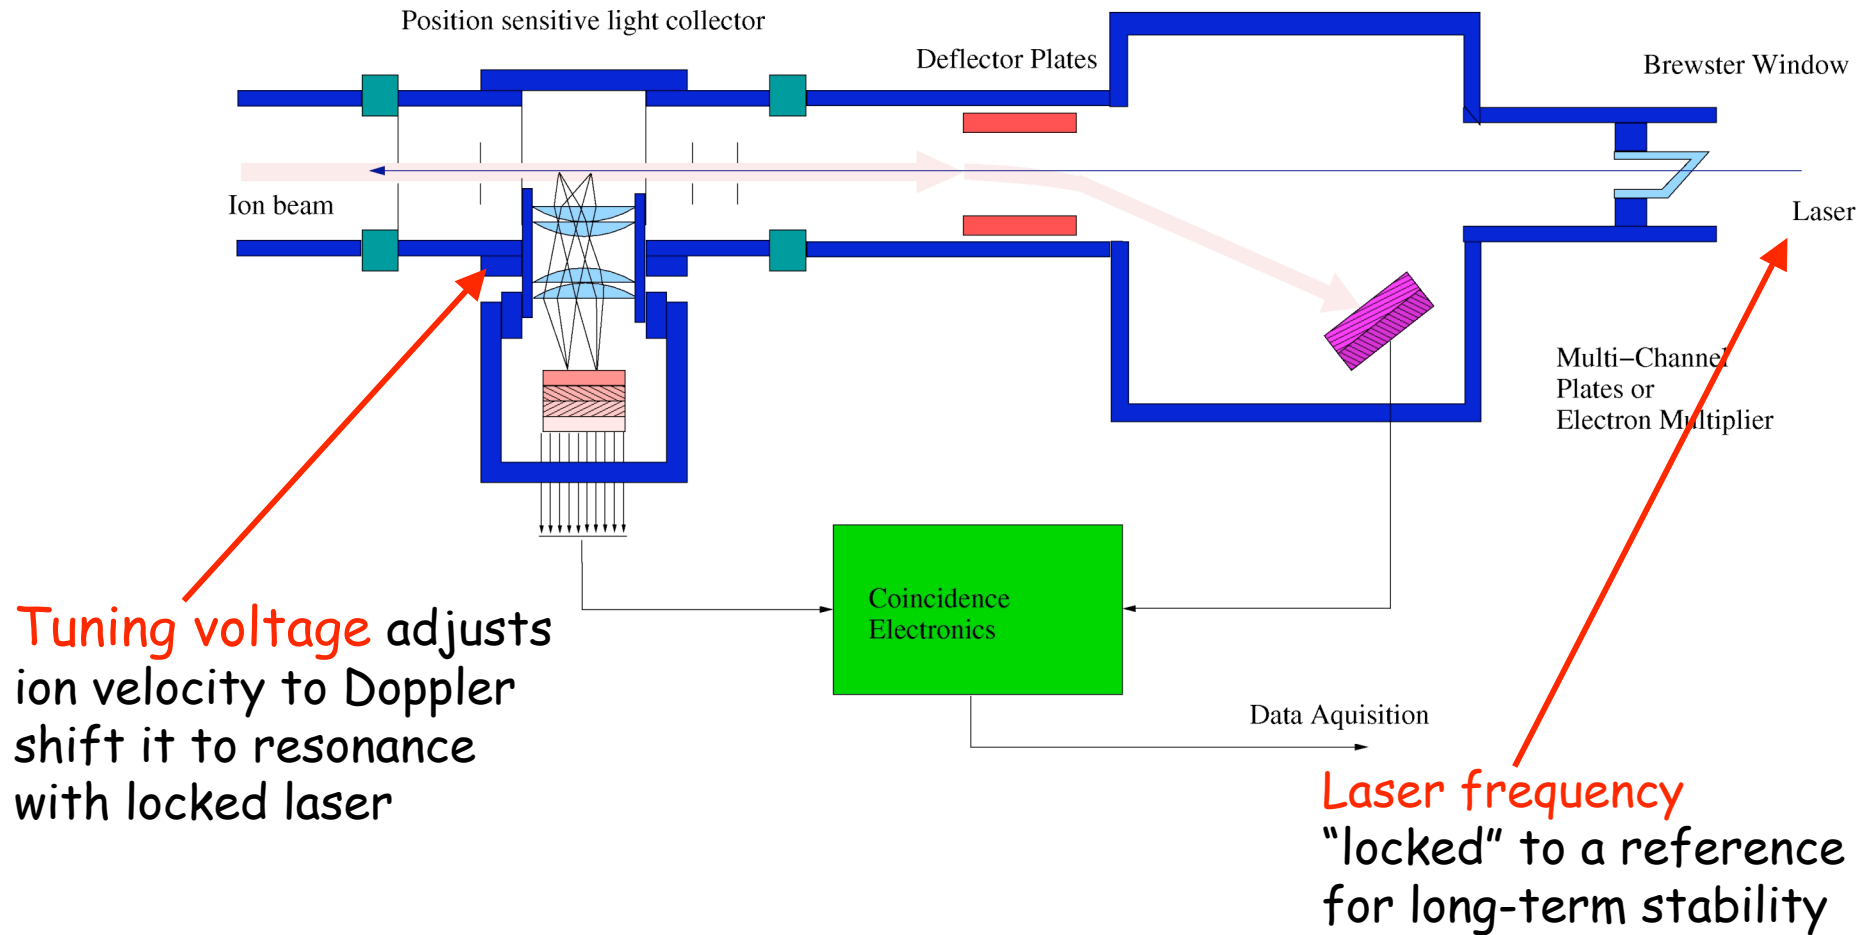 Position sensitive light collector
Deflector Plates
Brewster Window
Ion beam
Laser
Multi−Channel
Plates or
Electron Multiplier
Coincidence
Electronics
Data Aquisition
Tuning voltage adjusts
ion velocity to Doppler
shift it to resonance
with locked laser
Laser frequency
“locked” to a reference
for long-term stability